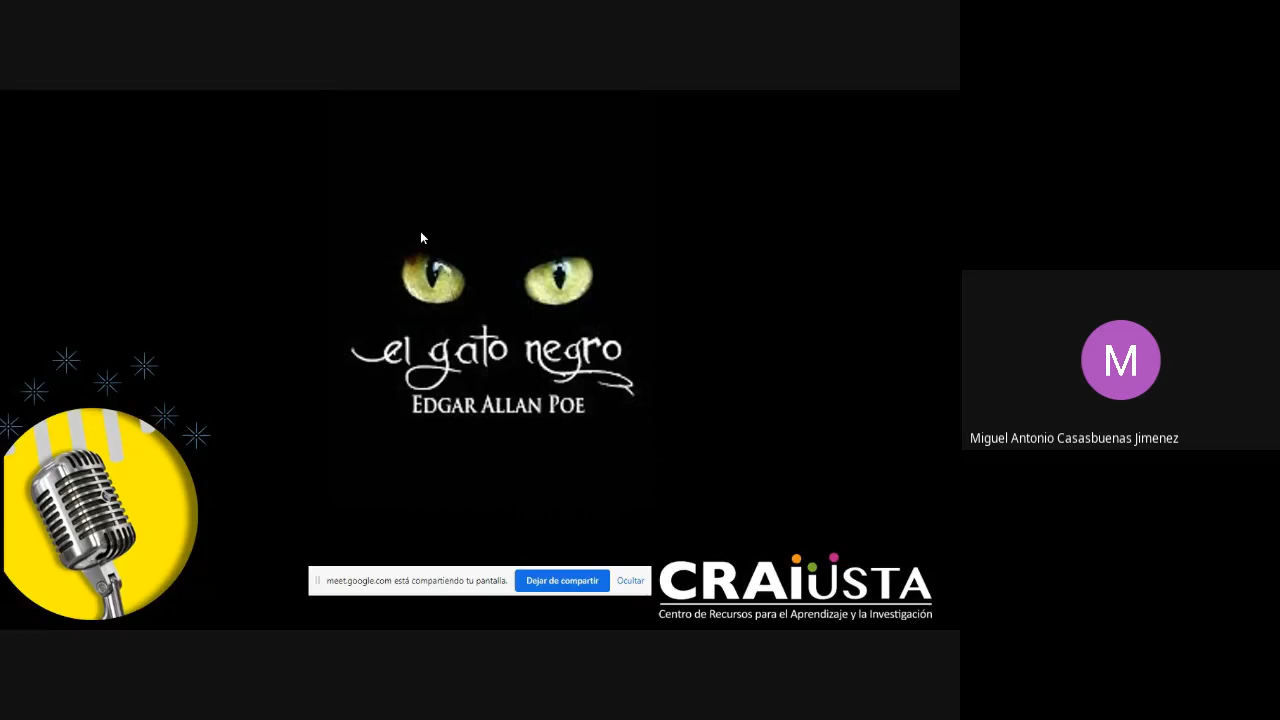 el gato negro
EDGAR ALLAN POE
meet.google.com está compartiendo tu pantalla.
Dejar de compartir
Ocultar
CRAIUSTA
Centro de Recursos para el Aprendizaje y la Investigación
M
Miguel Antonio Casasbuenas Jimenez